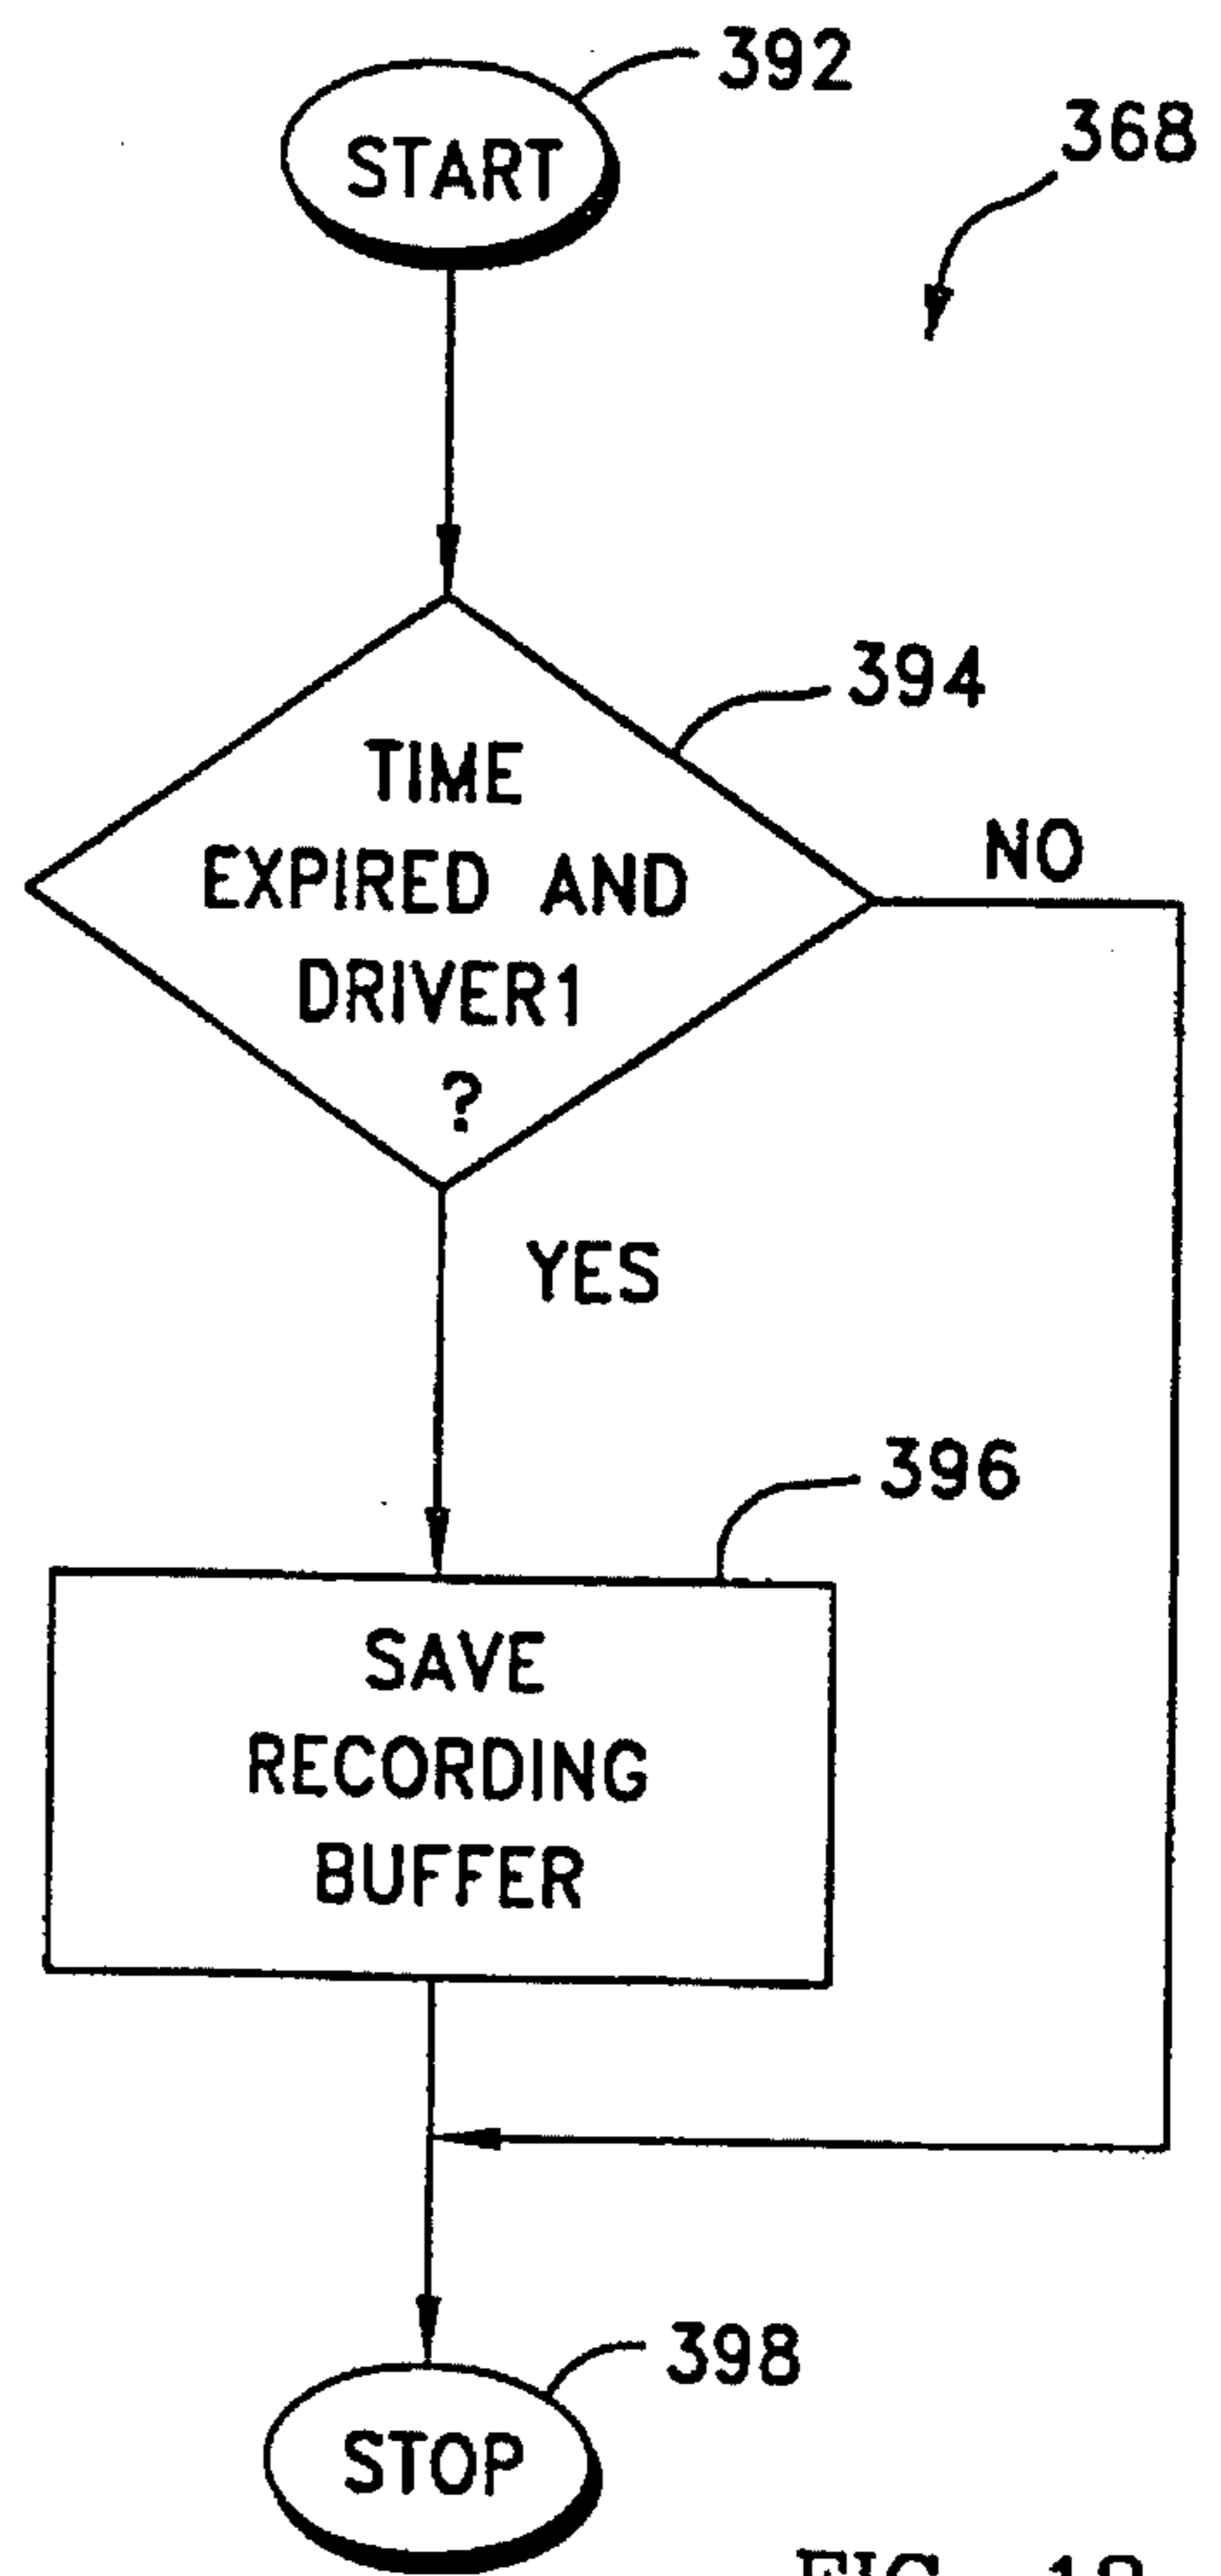 392
START
368
394
TIME
EXPIRED AND
DRIVER1
?
NO
YES
396
SAVE
RECORDING
BUFFER
398
STOP